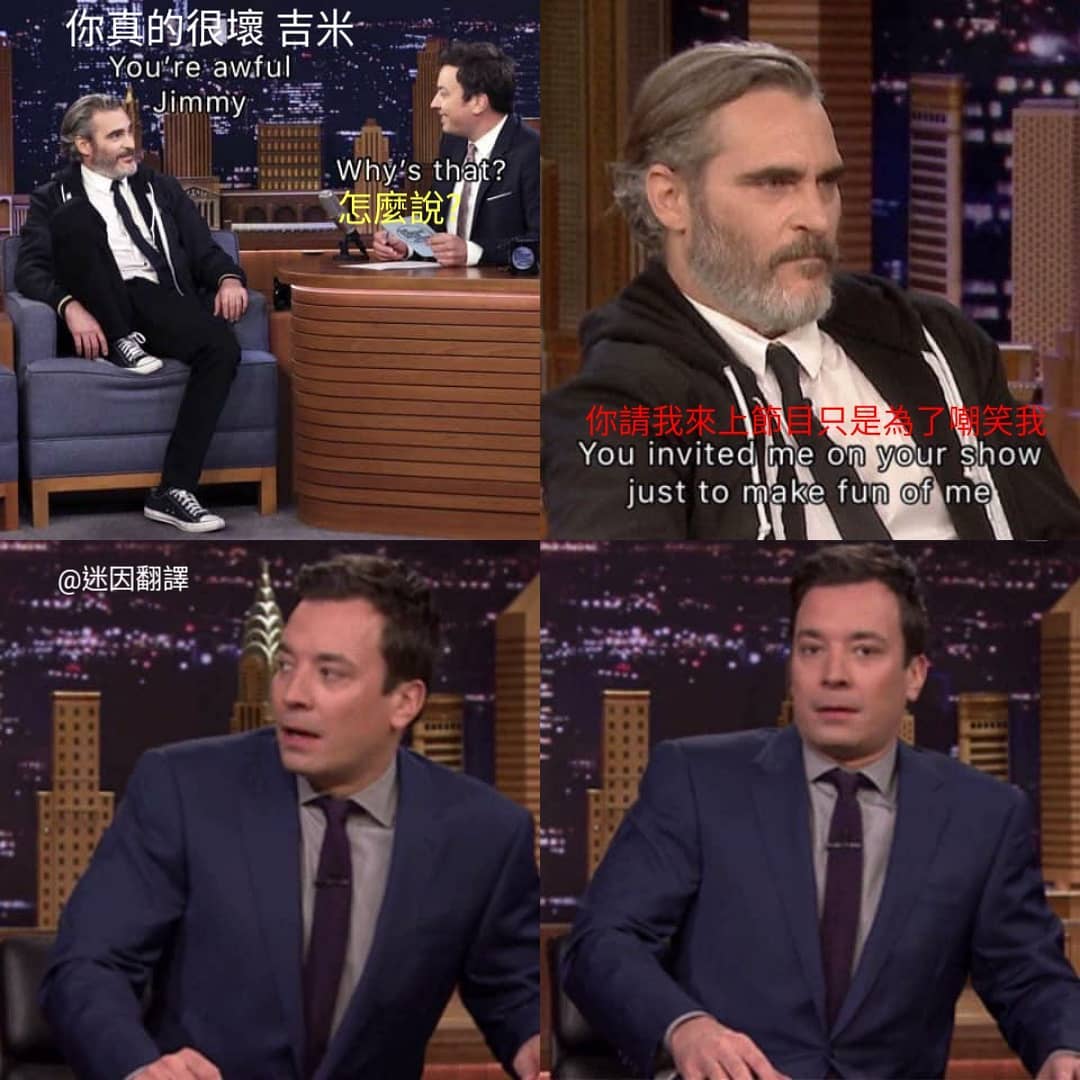 你真的很壞 吉米
You're awful
Jimmy
Why's that?
怎麼說?
你請我來上節目只是為了嘲笑我
You invited me on your show
just to make fun of me
@迷因翻譯